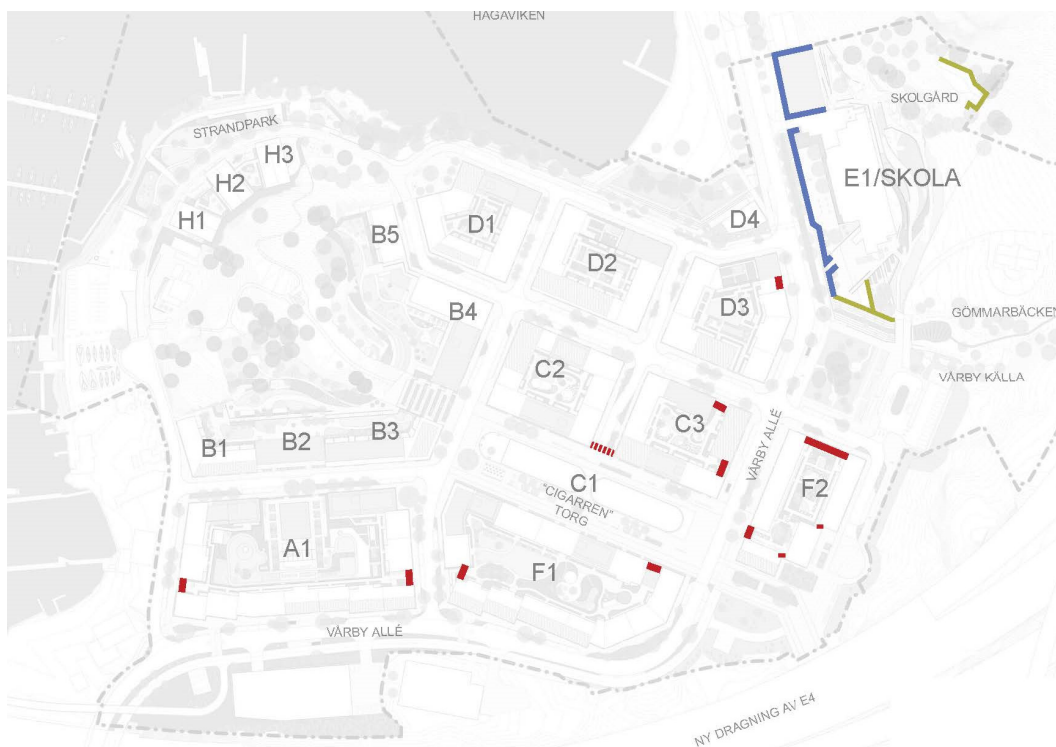 HAGAVIKEN
SKOLGÅRD
STRANDPARK
H3
H2
H1
E1/SKOLA
B5
D1
D4
D2
D3
B4
GÖMMARBÄCKEN
VÅRBY KÄLLA
C2
C3
VÅRBY ALLÉ
B1
B2
B3
C1
"CIGARREN"
TORG
F2
A1
F1
VÅRBY ALLÉ
NY DRAGNING AV E4